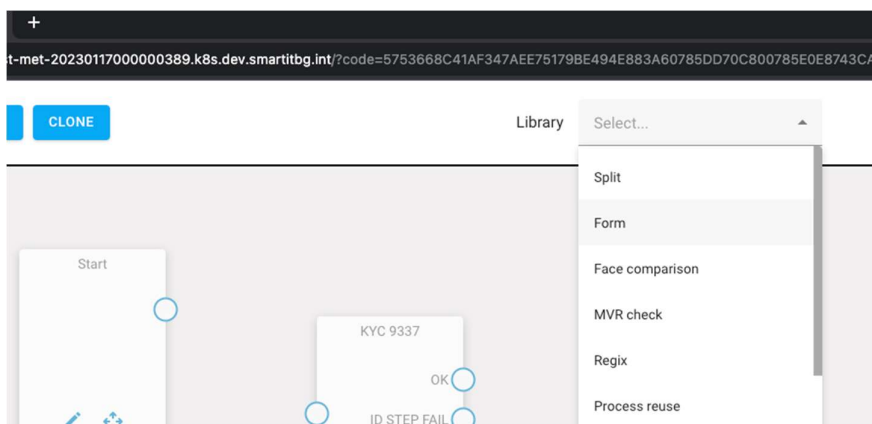 +
t-met-20230117000000389.k8s.dev.smartitbg.int/?code=5753668C41AF347AEE75179BE494E883A60785DD70C800785E0E8743CA
CLONE
Library
Select...
Split
Form
Face comparison
MVR check
Regix
Process reuse
Start
KYC 9337
OK
ID STEP FAIL